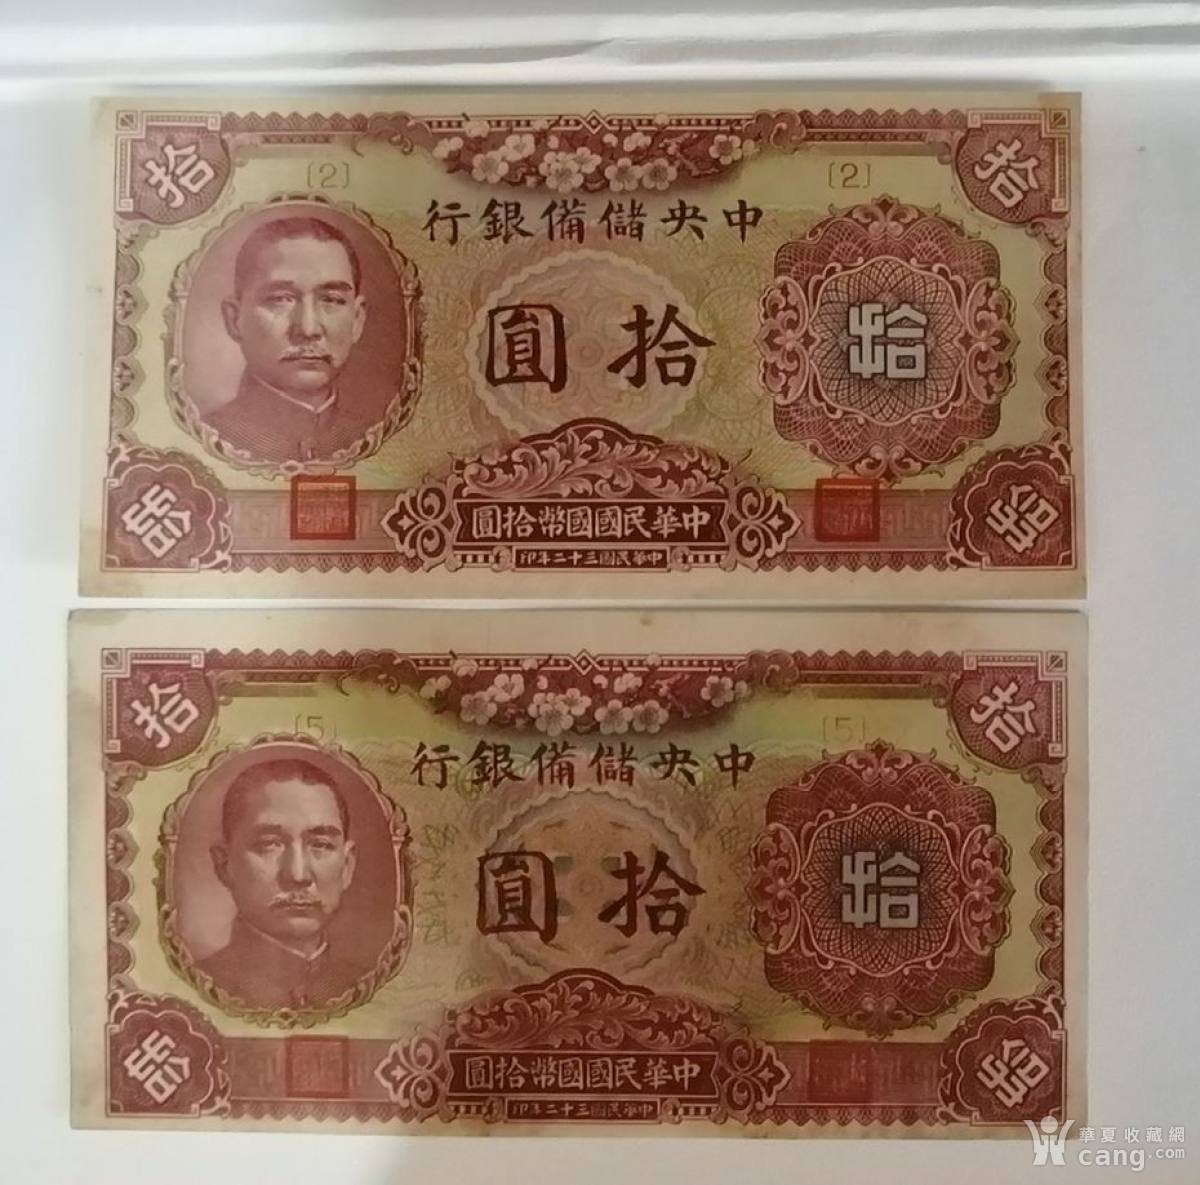 拾 拾
〔2〕 〔2〕
中央儲備銀行
拾圓
拾
中華民國國幣拾圓
中華民國三十二年印
拾 拾
拾 拾
〔5〕 〔5〕
中央儲備銀行
拾圓
拾
中華民國國幣拾圓
中華民國三十二年印
拾 拾
華夏收藏網
cang.com